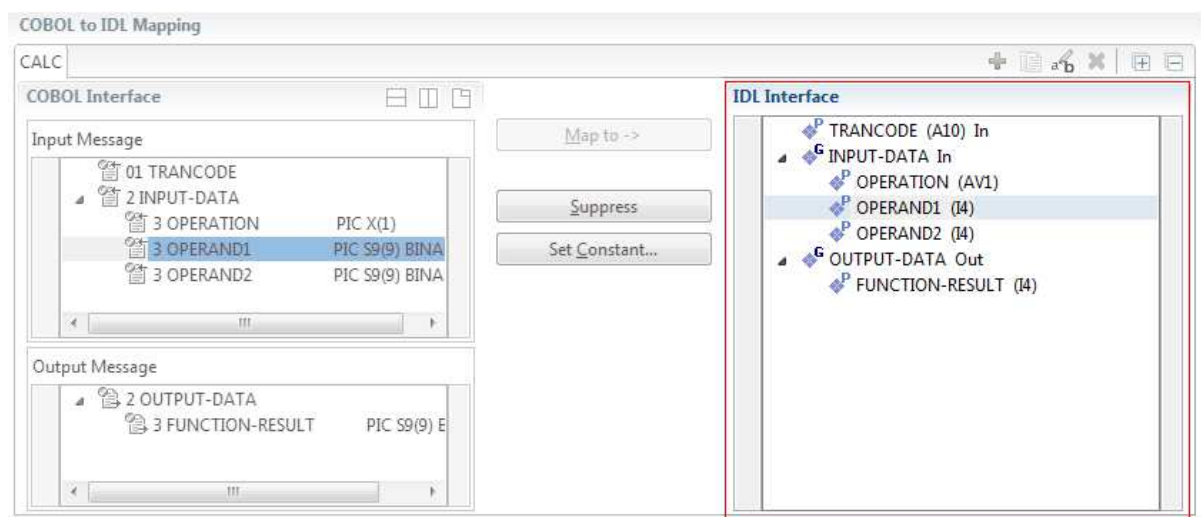 COBOL to IDL Mapping
CALC
COBOL Interface
Input Message
01 TRANCODE
2 INPUT-DATA
3 OPERATION PIC X(1)
3 OPERAND1 PIC S9(9) BINA
3 OPERAND2 PIC S9(9) BINA
Output Message
2 OUTPUT-DATA
3 FUNCTION-RESULT PIC S9(9) E
Map to ->
Suppress
Set Constant...
IDL Interface
P TRANCODE (A10) In
G INPUT-DATA In
P OPERATION (AV1)
P OPERAND1 (I4)
P OPERAND2 (I4)
G OUTPUT-DATA Out
P FUNCTION-RESULT (I4)